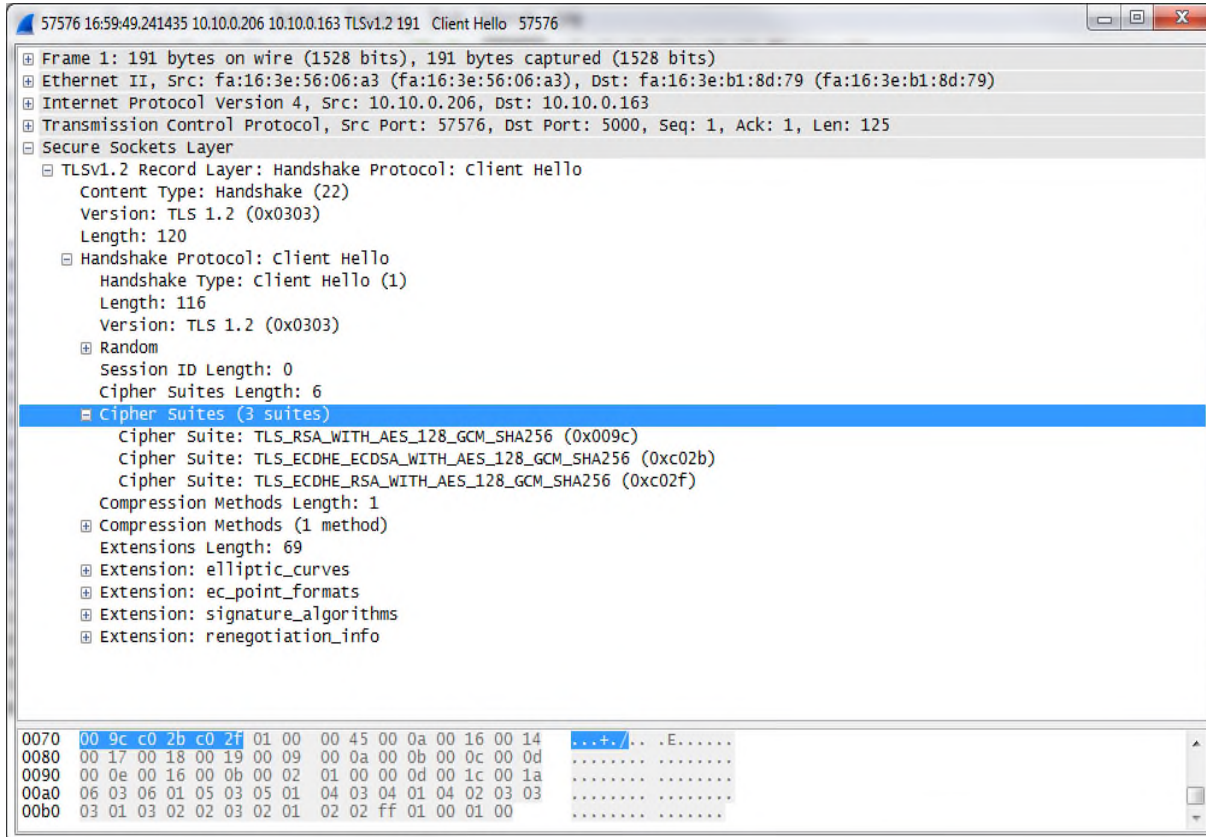 57576 16:59:49.241435 10.10.0.206 10.10.0.163 TLSv1.2 191 Client Hello 57576
Frame 1: 191 bytes on wire (1528 bits), 191 bytes captured (1528 bits)
Ethernet II, Src: fa:16:3e:56:06:a3 (fa:16:3e:56:06:a3), Dst: fa:16:3e:b1:8d:79 (fa:16:3e:b1:8d:79)
Internet Protocol Version 4, Src: 10.10.0.206, Dst: 10.10.0.163
Transmission Control Protocol, Src Port: 57576, Dst Port: 5000, Seq: 1, Ack: 1, Len: 125
Secure Sockets Layer
TLSv1.2 Record Layer: Handshake Protocol: Client Hello
Content Type: Handshake (22)
Version: TLS 1.2 (0x0303)
Length: 120
Handshake Protocol: Client Hello
Handshake Type: Client Hello (1)
Length: 116
Version: TLS 1.2 (0x0303)
Random
Session ID Length: 0
Cipher Suites Length: 6
Cipher Suites (3 suites)
Cipher Suite: TLS_RSA_WITH_AES_128_GCM_SHA256 (0x009c)
Cipher Suite: TLS_ECDHE_ECDSA_WITH_AES_128_GCM_SHA256 (0xc02b)
Cipher Suite: TLS_ECDHE_RSA_WITH_AES_128_GCM_SHA256 (0xc02f)
Compression Methods Length: 1
Compression Methods (1 method)
Extensions Length: 69
Extension: elliptic_curves
Extension: ec_point_formats
Extension: signature_algorithms
Extension: renegotiation_info
0070 00 9c c0 2b c0 2f 01 00 00 45 00 0a 00 16 00 14 ...+./.. .E......
0080 00 17 00 18 00 19 00 09 00 0a 00 0b 00 0c 00 0d ........ ........
0090 00 0e 00 16 00 0b 00 02 01 00 00 0d 00 1c 00 1a ........ ........
00a0 06 03 06 01 05 03 05 01 04 03 04 01 04 02 03 03 ........ ........
00b0 03 01 03 02 02 03 02 01 02 02 ff 01 00 01 00 ........ .......